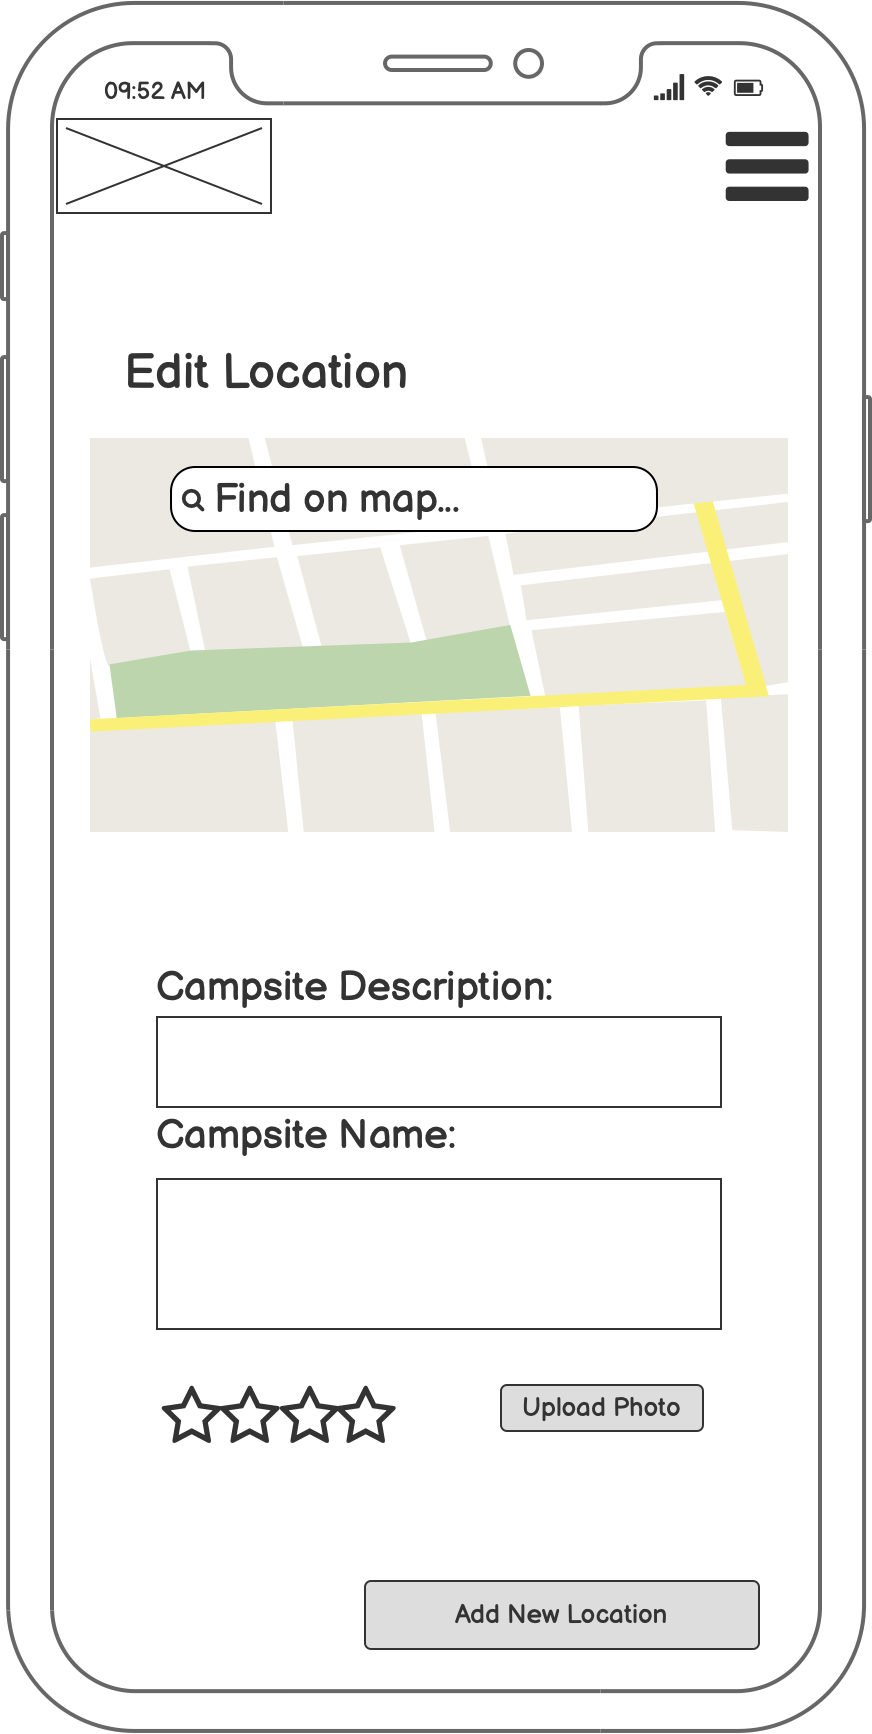 09:52 AM
Edit Location
Find on map...
Campsite Description:
Campsite Name:
Upload Photo
Add New Location